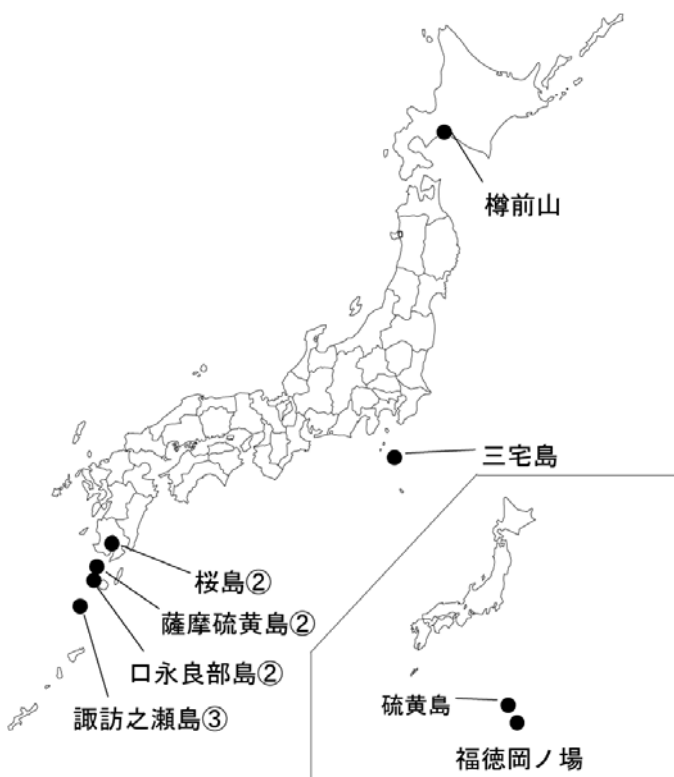 樽前山
三宅島
桜島②
薩摩硫黄島②
口永良部島②
諏訪之瀬島③
硫黄島
福徳岡ノ場